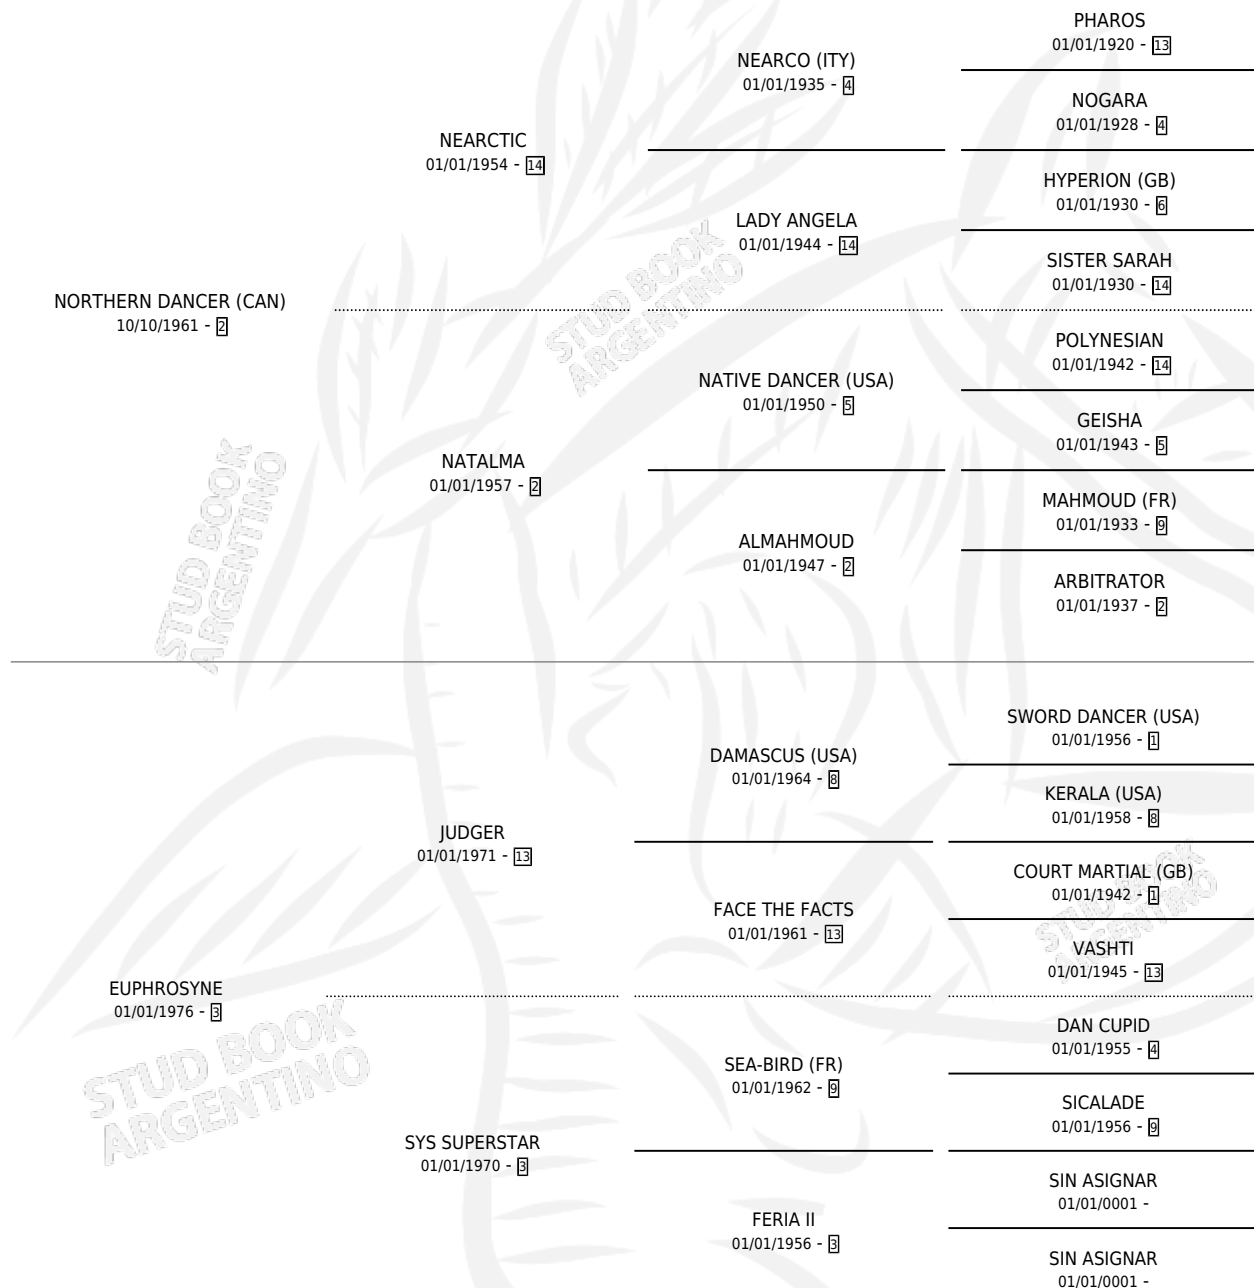 PHAROS
01/01/1920 - 13
NEARCO (ITY)
01/01/1935 - 4
NOGARA
01/01/1928 - 4
NEARCTIC
01/01/1954 - 14
HYPERION (GB)
01/01/1930 - 6
LADY ANGELA
01/01/1944 - 14
SISTER SARAH
01/01/1930 - 14
NORTHERN DANCER (CAN)
10/10/1961 - 2
POLYNESIAN
01/01/1942 - 14
NATIVE DANCER (USA)
01/01/1950 - 5
GEISHA
01/01/1943 - 5
NATALMA
01/01/1957 - 2
MAHMOUD (FR)
01/01/1933 - 9
ALMAHMOUD
01/01/1947 - 2
ARBITRATOR
01/01/1937 - 2
STUD BOOK
ARGENTINO
STUD BOOK
ARGENTINO
SWORD DANCER (USA)
01/01/1956 - 1
DAMASCUS (USA)
01/01/1964 - 8
KERALA (USA)
01/01/1958 - 8
JUDGER
01/01/1971 - 13
COURT MARTIAL (GB)
01/01/1942 - 1
FACE THE FACTS
01/01/1961 - 13
VASHTI
01/01/1945 - 13
STUD BOOK
ARGENTINO
EUPHROSYNE
01/01/1976 - 3
DAN CUPID
01/01/1955 - 4
SEA-BIRD (FR)
01/01/1962 - 9
SICALADE
01/01/1956 - 9
SYS SUPERSTAR
01/01/1970 - 3
SIN ASIGNAR
01/01/0001 -
FERIA II
01/01/1956 - 3
SIN ASIGNAR
01/01/0001 -
STUD BOOK
ARGENTINO